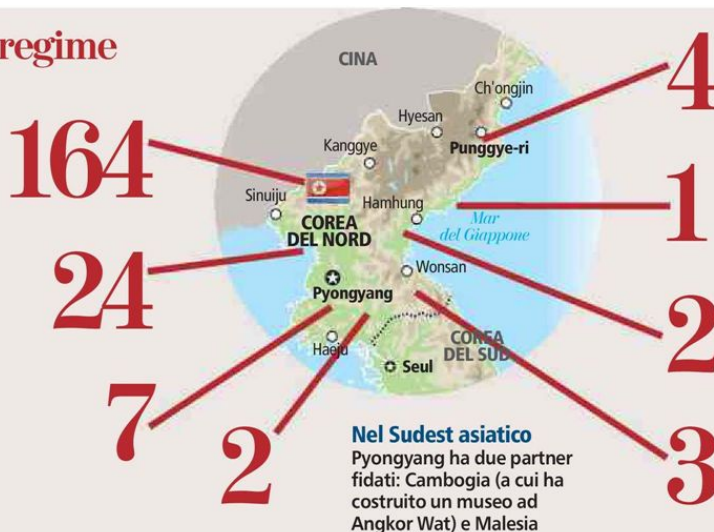 regime
CINA
Ch'ongjin
4
Hyesan
164
Kanggye
Punggye-ri
Sinuiju
COREA
DEL NORD
Hamhung
Mar
del Giappone
1
24
Wonsan
Pyongyang
COREA
DEL SUD
2
Haeju
Seul
7
2
3
Nel Sudest asiatico
Pyongyang ha due partner
fidati: Cambogia (a cui ha
costruito un museo ad
Angkor Wat) e Malesia